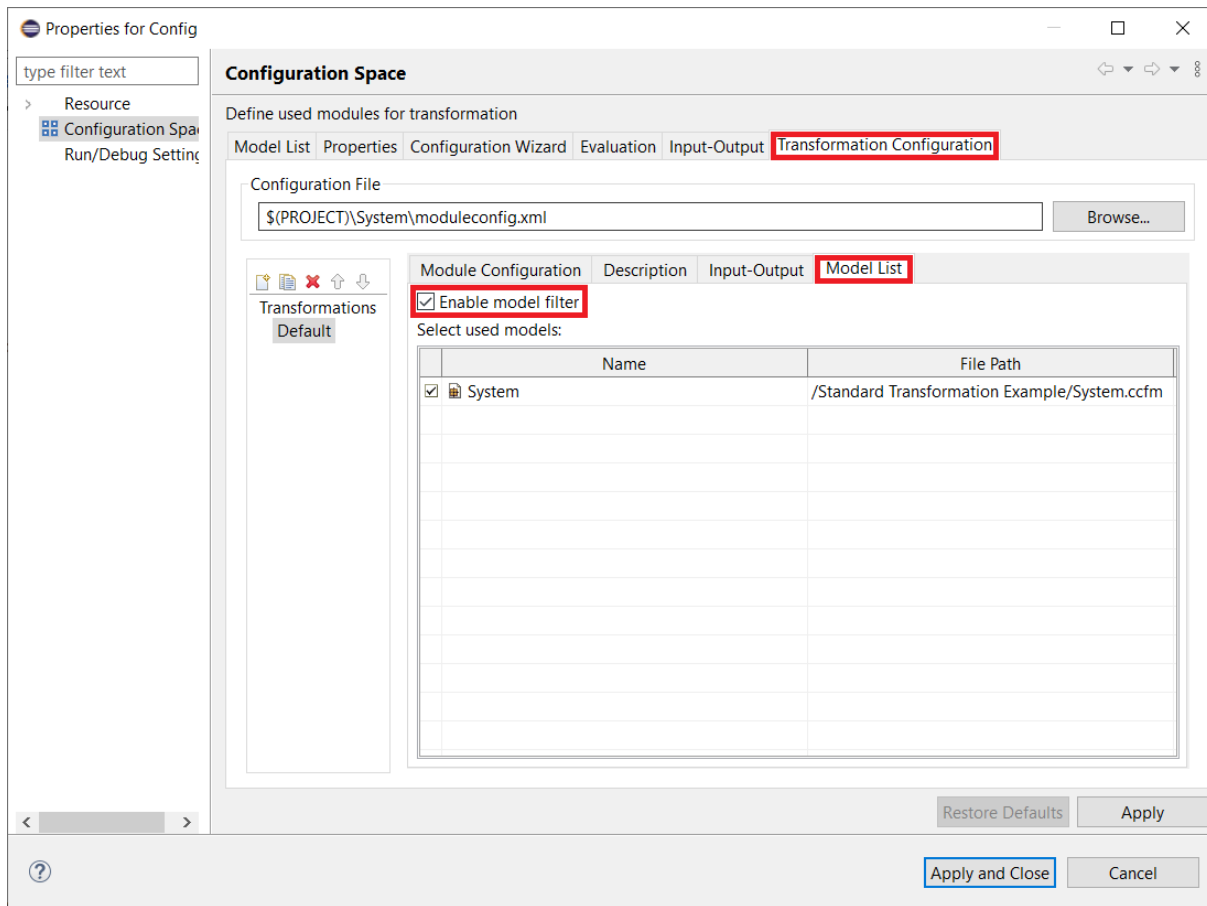 Properties for Config
type filter text
Resource
Configuration Spa
Run/Debug Setting
Configuration Space
Define used modules for transformation
Model List Properties Configuration Wizard Evaluation Input-Output Transformation Configuration
Configuration File
$(PROJECT)\System\moduleconfig.xml Browse...
Transformations
Default
Module Configuration Description Input-Output Model List
Enable model filter
Select used models:
Name File Path
System /Standard Transformation Example/System.ccfm
Restore Defaults Apply
? Apply and Close Cancel